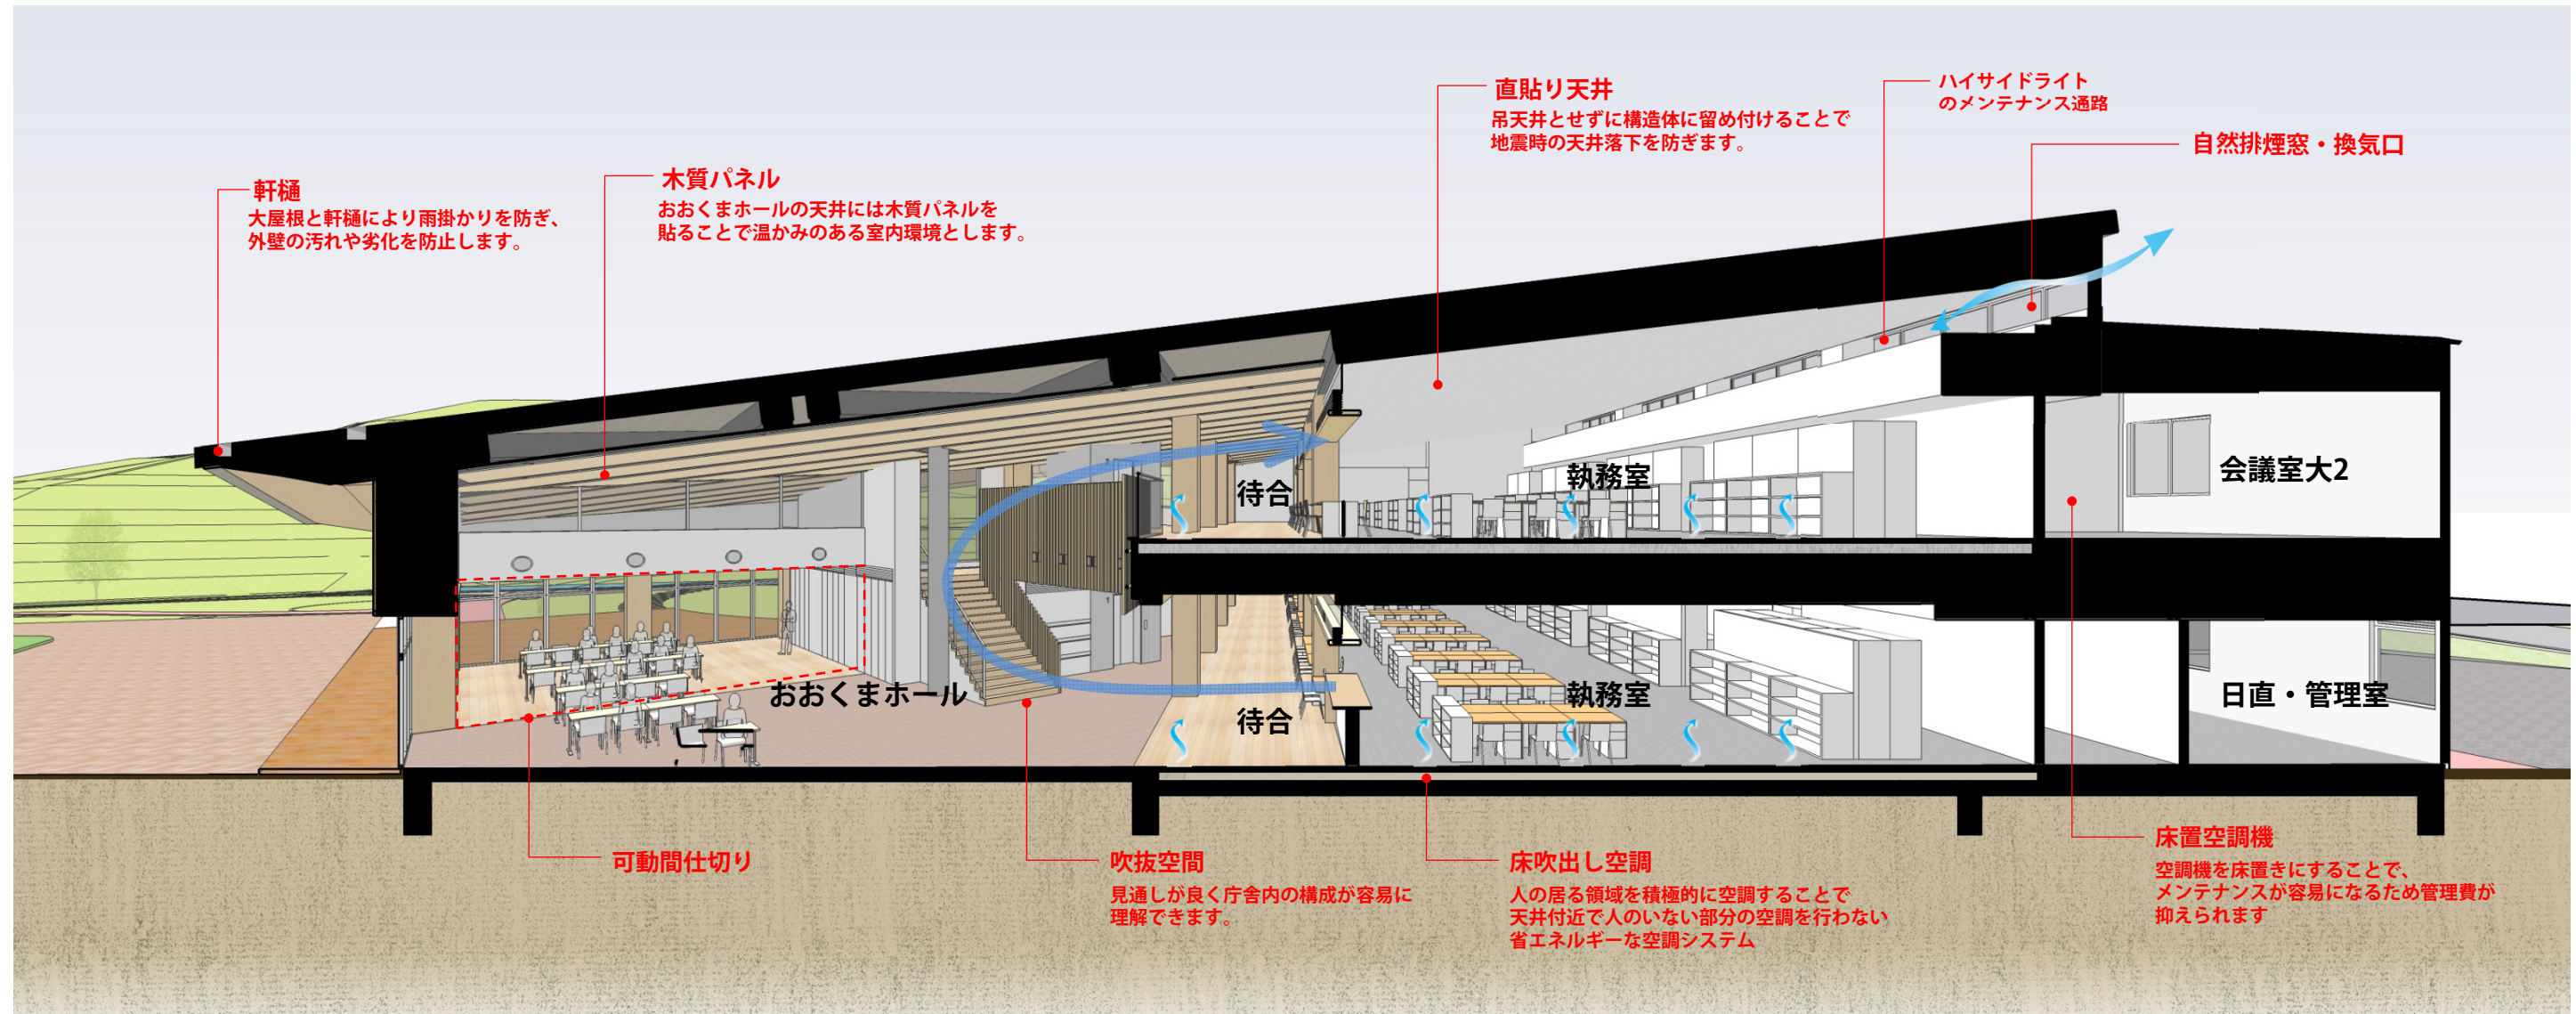 直貼り天井
吊天井とせずに構造体に留め付けることで
地震時の天井落下を防ぎます。
ハイサイドライト
のメンテナンス通路
自然排煙窓・換気口
軒樋
大屋根と軒樋により雨掛かりを防ぎ、
外壁の汚れや劣化を防止します。
木質パネル
おおくまホールの天井には木質パネルを
貼ることで温かみのある室内環境とします。
待合
執務室
会議室大2
おおくまホール
待合
執務室
日直・管理室
可動間仕切り
吹抜空間
見通しが良く庁舎内の構成が容易に
理解できます。
床吹出し空調
人の居る領域を積極的に空調することで
天井付近で人のいない部分の空調を行わない
省エネルギーな空調システム
床置空調機
空調機を床置きにすることで、
メンテナンスが容易になるため管理費が
抑えられます